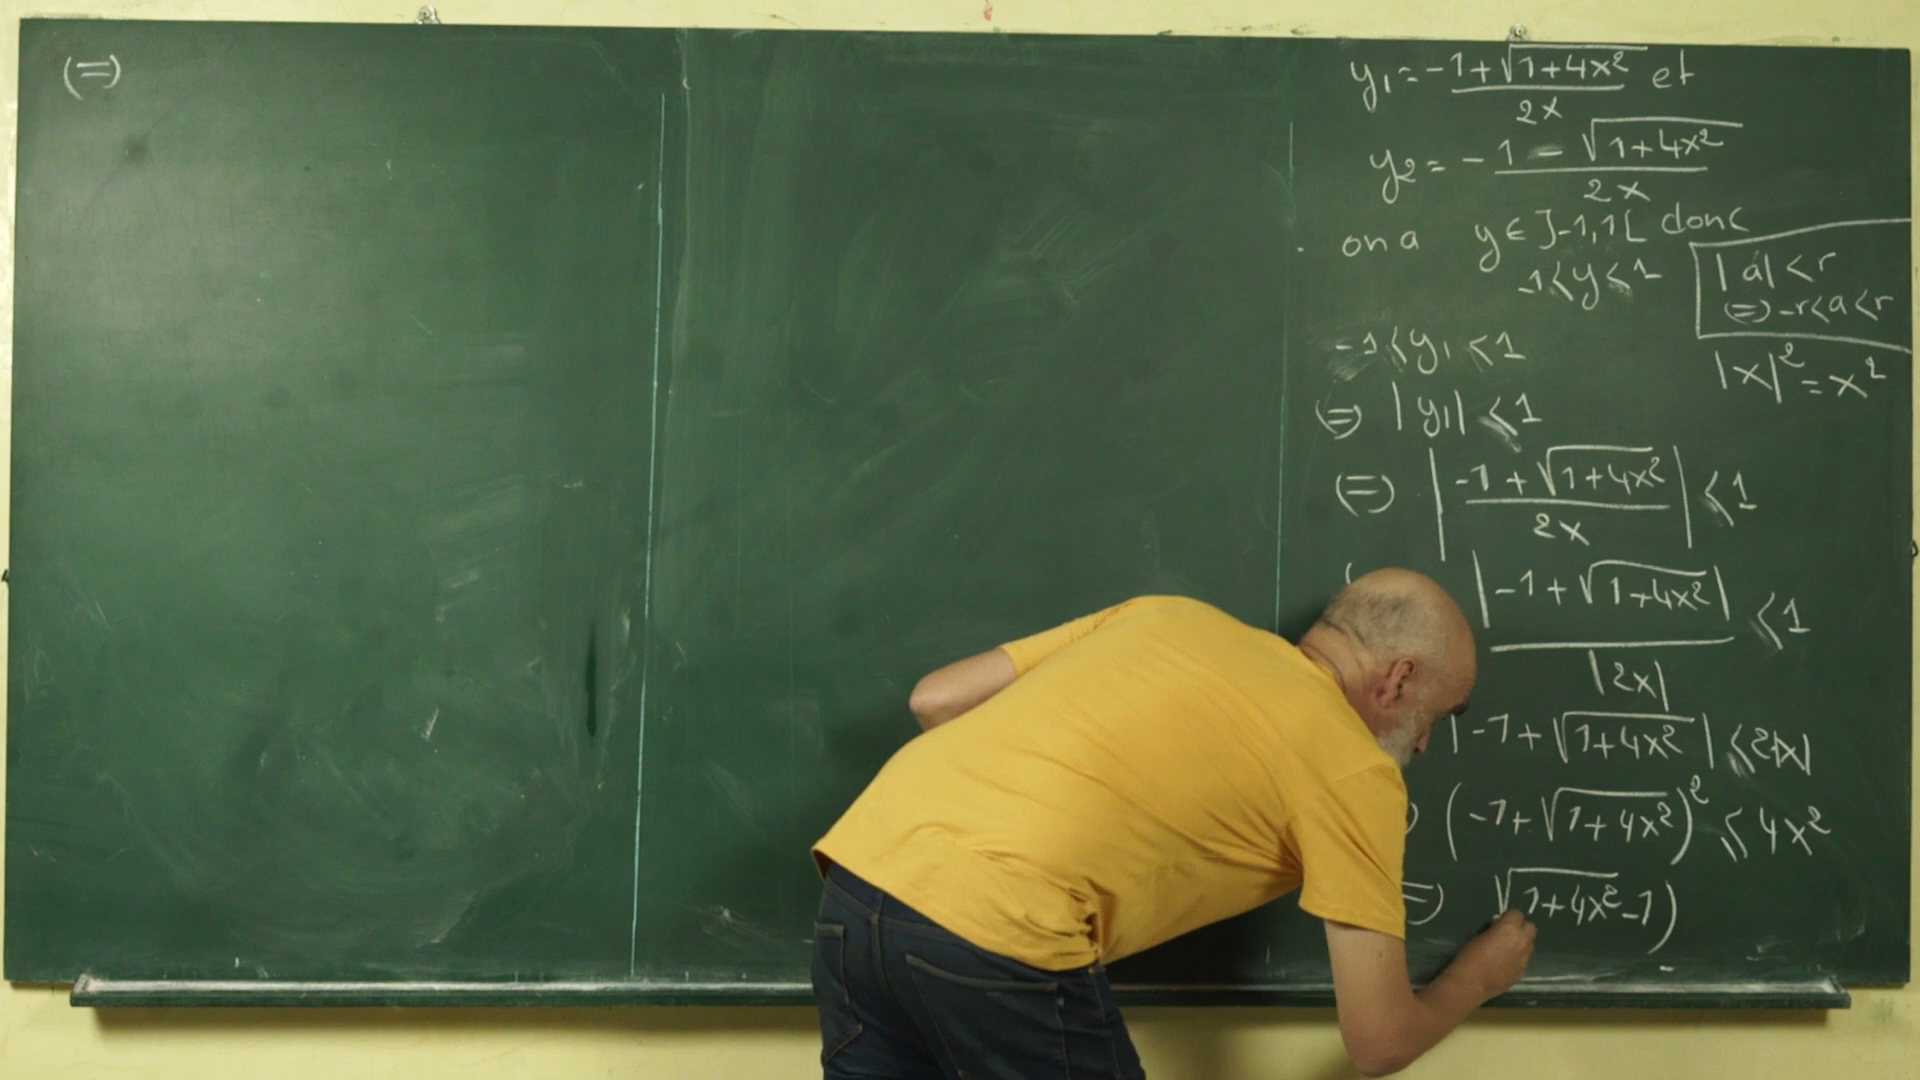 (=)
y₁ = -1+√(1+4x²) / 2x et
y₂ = -1 - √(1+4x²) / 2x
on a y∈]-1,1[ donc
-1<y<1
|a|<r
(=) -r<a<r
|x|²=x²
-1<y₁<1
(=) |y₁| <1
(=) |(-1+√(1+4x²)) / 2x| <1
|-1+√(1+4x²)| / |2x| <1
|-1+√(1+4x²)| <2|x|
(-1+√(1+4x²))² ≤ 4x²
=) √(1+4x²)-1)